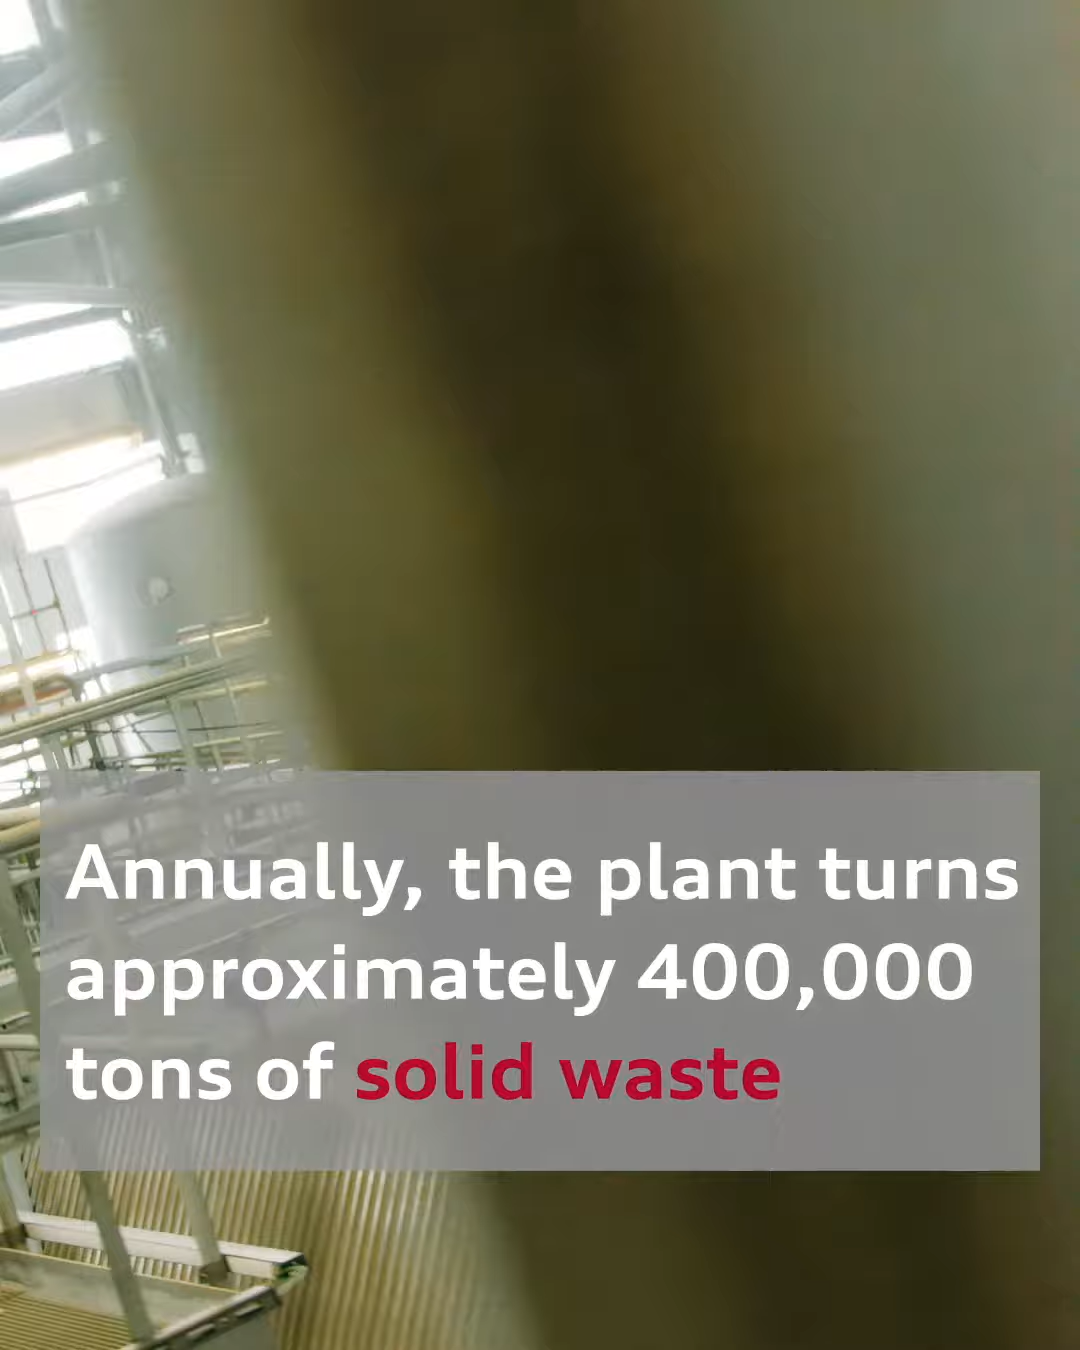 Annually, the plant turns
approximately 400,000
tons of solid waste